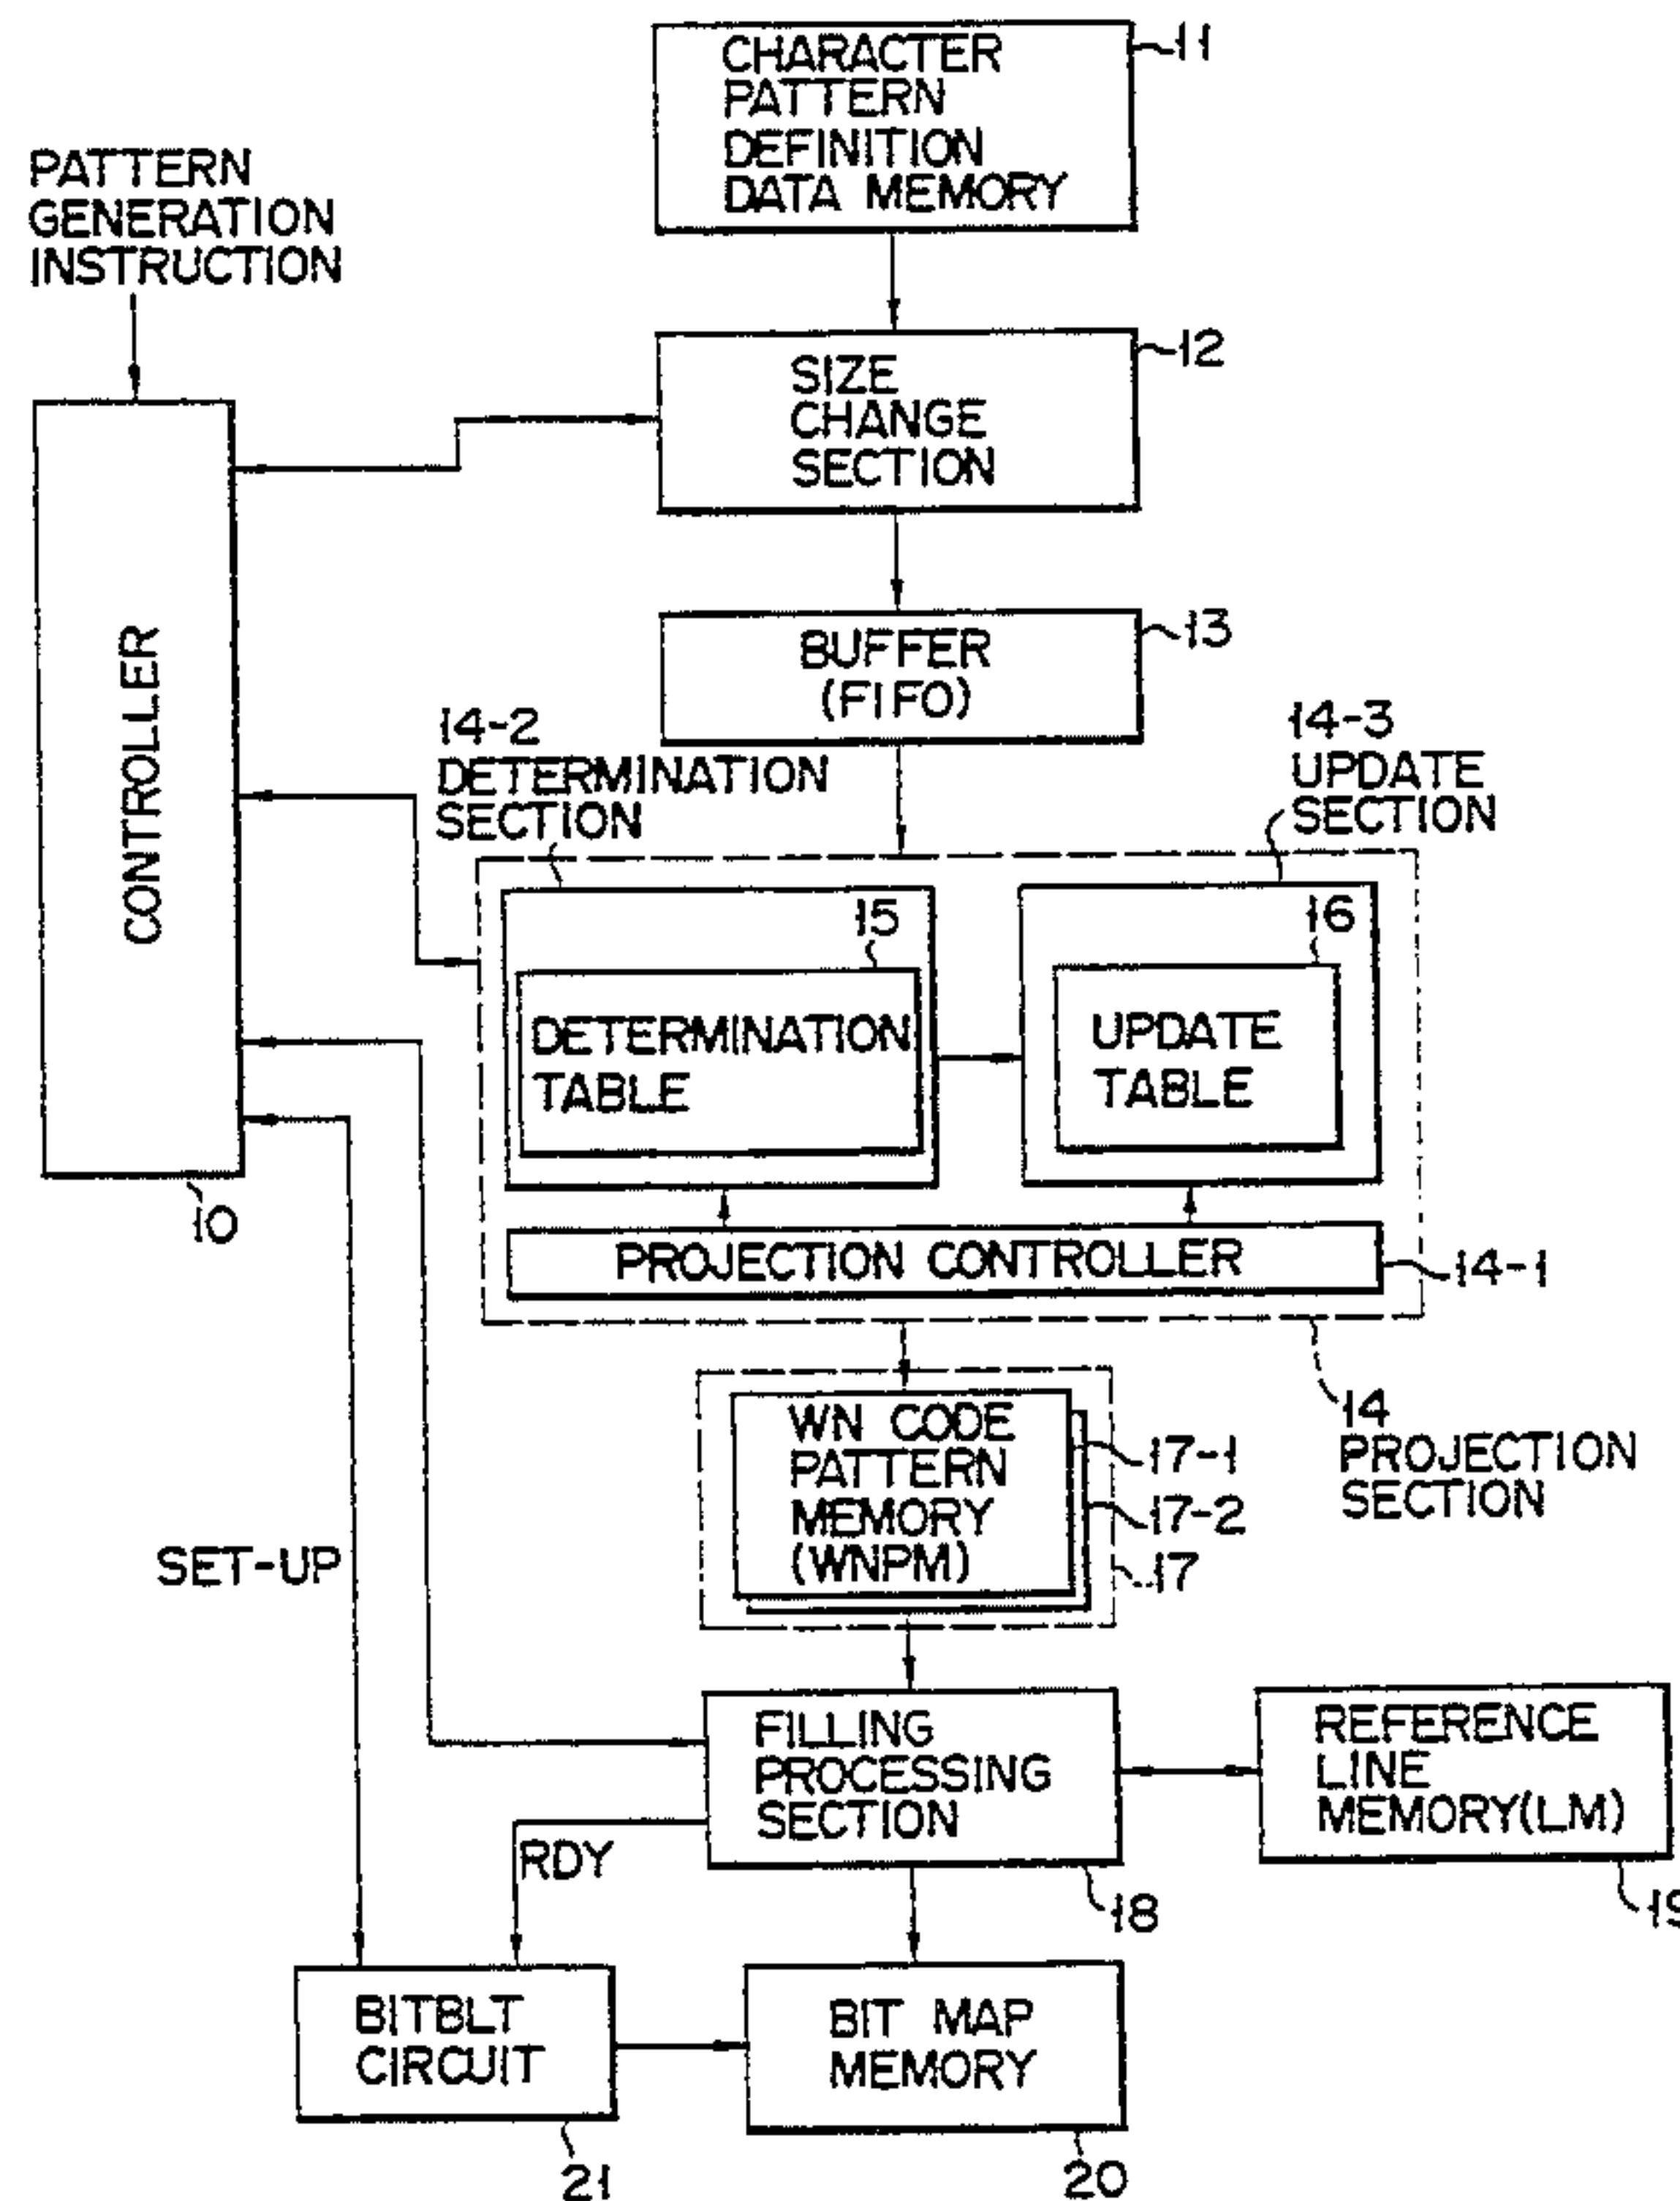 CHARACTER
PATTERN
DEFINITION
DATA MEMORY
11
PATTERN
GENERATION
INSTRUCTION
SIZE
CHANGE
SECTION
12
CONTROLLER
10
BUFFER
(FIFO)
13
14-2
DETERMINATION
SECTION
14-3
UPDATE
SECTION
15
DETERMINATION
TABLE
16
UPDATE
TABLE
PROJECTION CONTROLLER
14-1
14
PROJECTION
SECTION
WN CODE
PATTERN
MEMORY
(WNPM)
17-1
17-2
17
SET-UP
FILLING
PROCESSING
SECTION
18
REFERENCE
LINE
MEMORY(LM)
19
RDY
BITBLT
CIRCUIT
21
BIT MAP
MEMORY
20